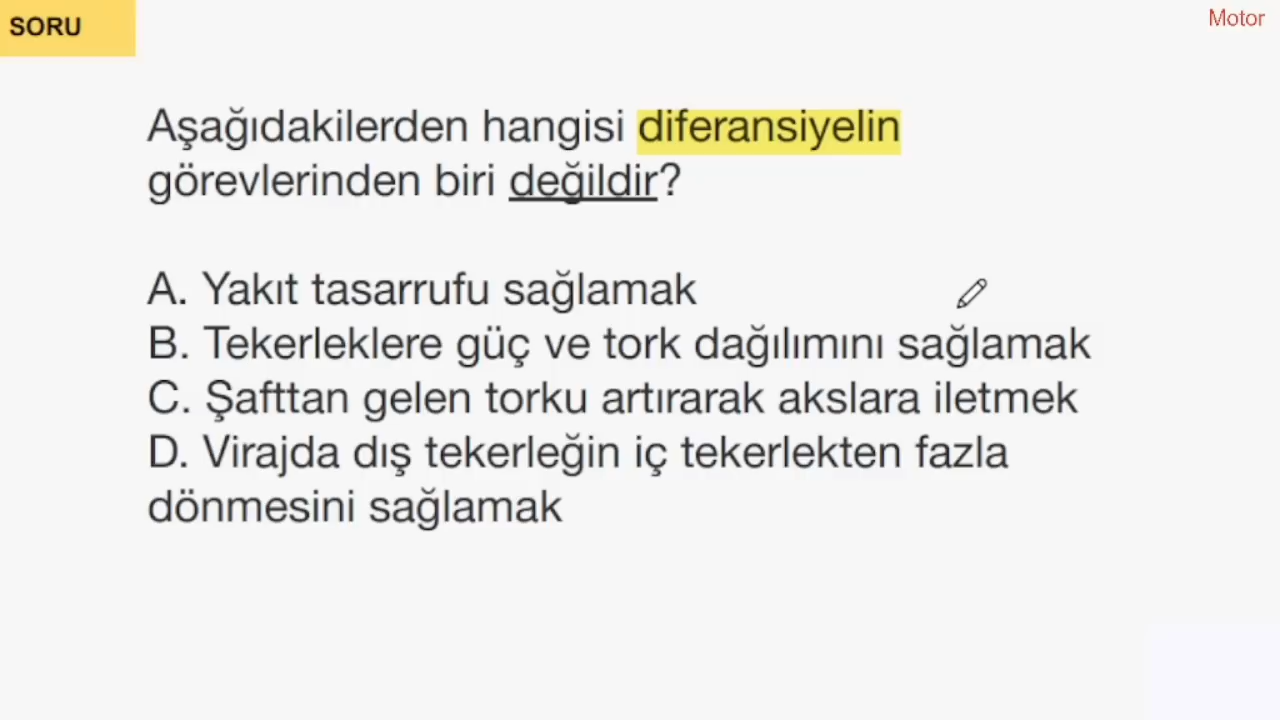 SORU
Motor
Aşağıdakilerden hangisi diferansiyelin
görevlerinden biri değildir?
A. Yakıt tasarrufu sağlamak
B. Tekerleklere güç ve tork dağılımını sağlamak
C. Şafttan gelen torku artırarak akslara iletmek
D. Virajda dış tekerleğin iç tekerlekten fazla
dönmesini sağlamak